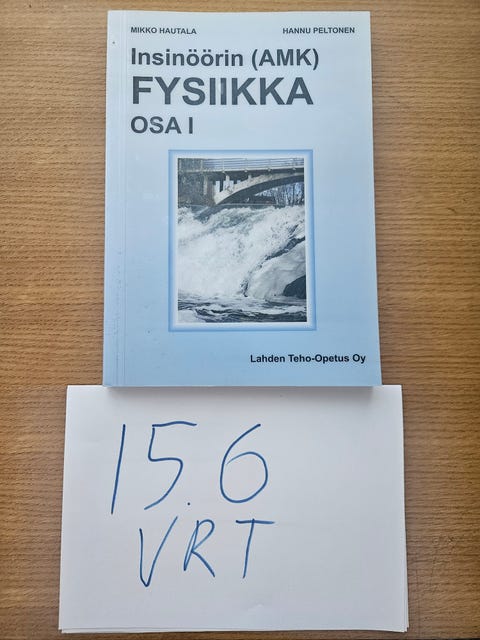 MIKKO HAUTALA HANNU PELTONEN
Insinöörin (AMK)
FYSIIKKA
OSA I
Lahden Teho-Opetus Oy
15.6
VRT